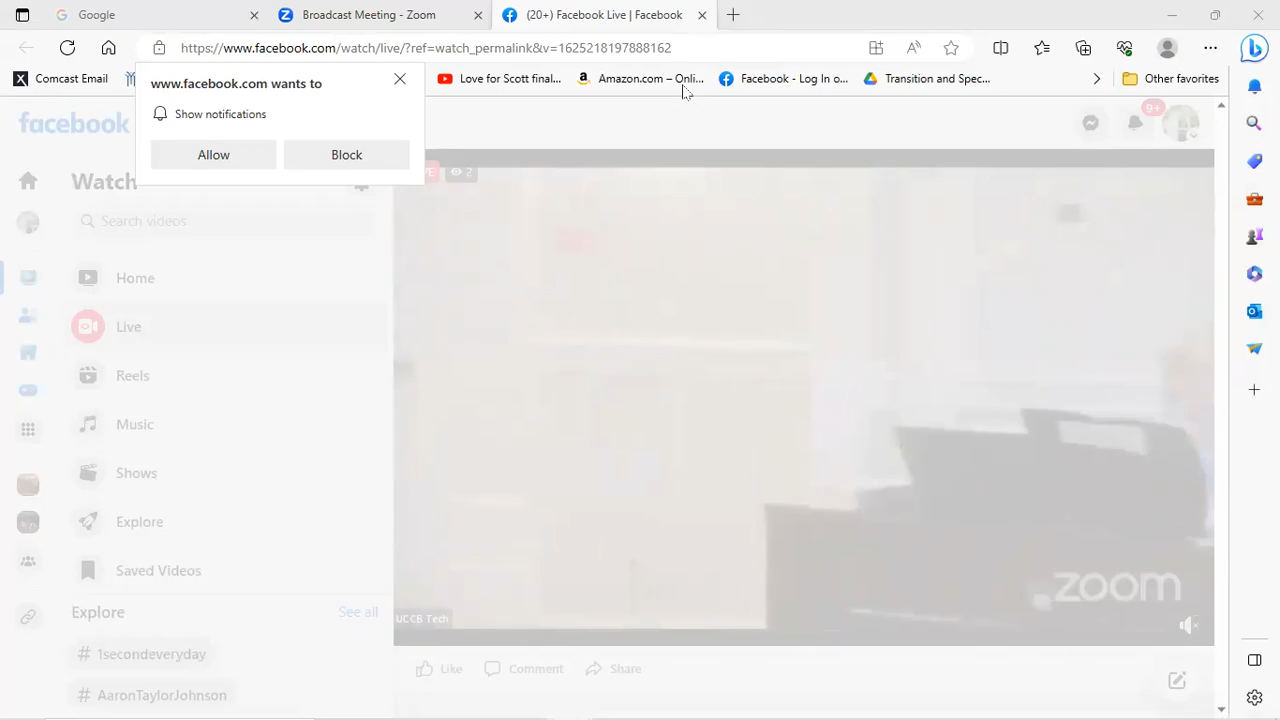 Google
Broadcast Meeting - Zoom
(20+) Facebook Live | Facebook
https://www.facebook.com/watch/live/?ref=watch_permalink&v=1625218197888162
Comcast Email
Love for Scott final...
Amazon.com – Onli...
Facebook - Log In o...
Transition and Spec...
Other favorites
www.facebook.com wants to
Show notifications
Allow
Block
facebook
9+
Watch
2
Search videos
Home
Live
Reels
Music
Shows
Explore
Saved Videos
Explore
See all
# 1secondeveryday
# AaronTaylorJohnson
zoom
UCCB Tech
Like
Comment
Share